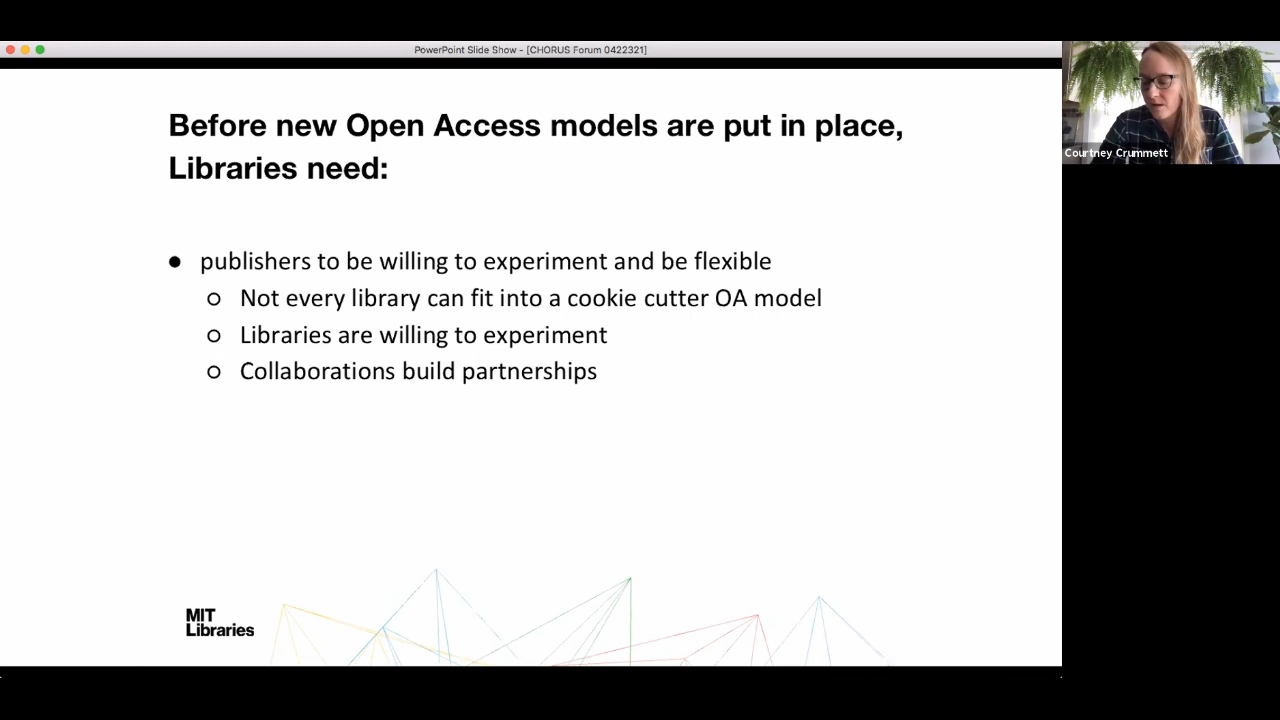 PowerPoint Slide Show - [CHORUS Forum 0422321]
Before new Open Access models are put in place,
Libraries need:
● publishers to be willing to experiment and be flexible
○ Not every library can fit into a cookie cutter OA model
○ Libraries are willing to experiment
○ Collaborations build partnerships
MIT
Libraries
Courtney Crummett